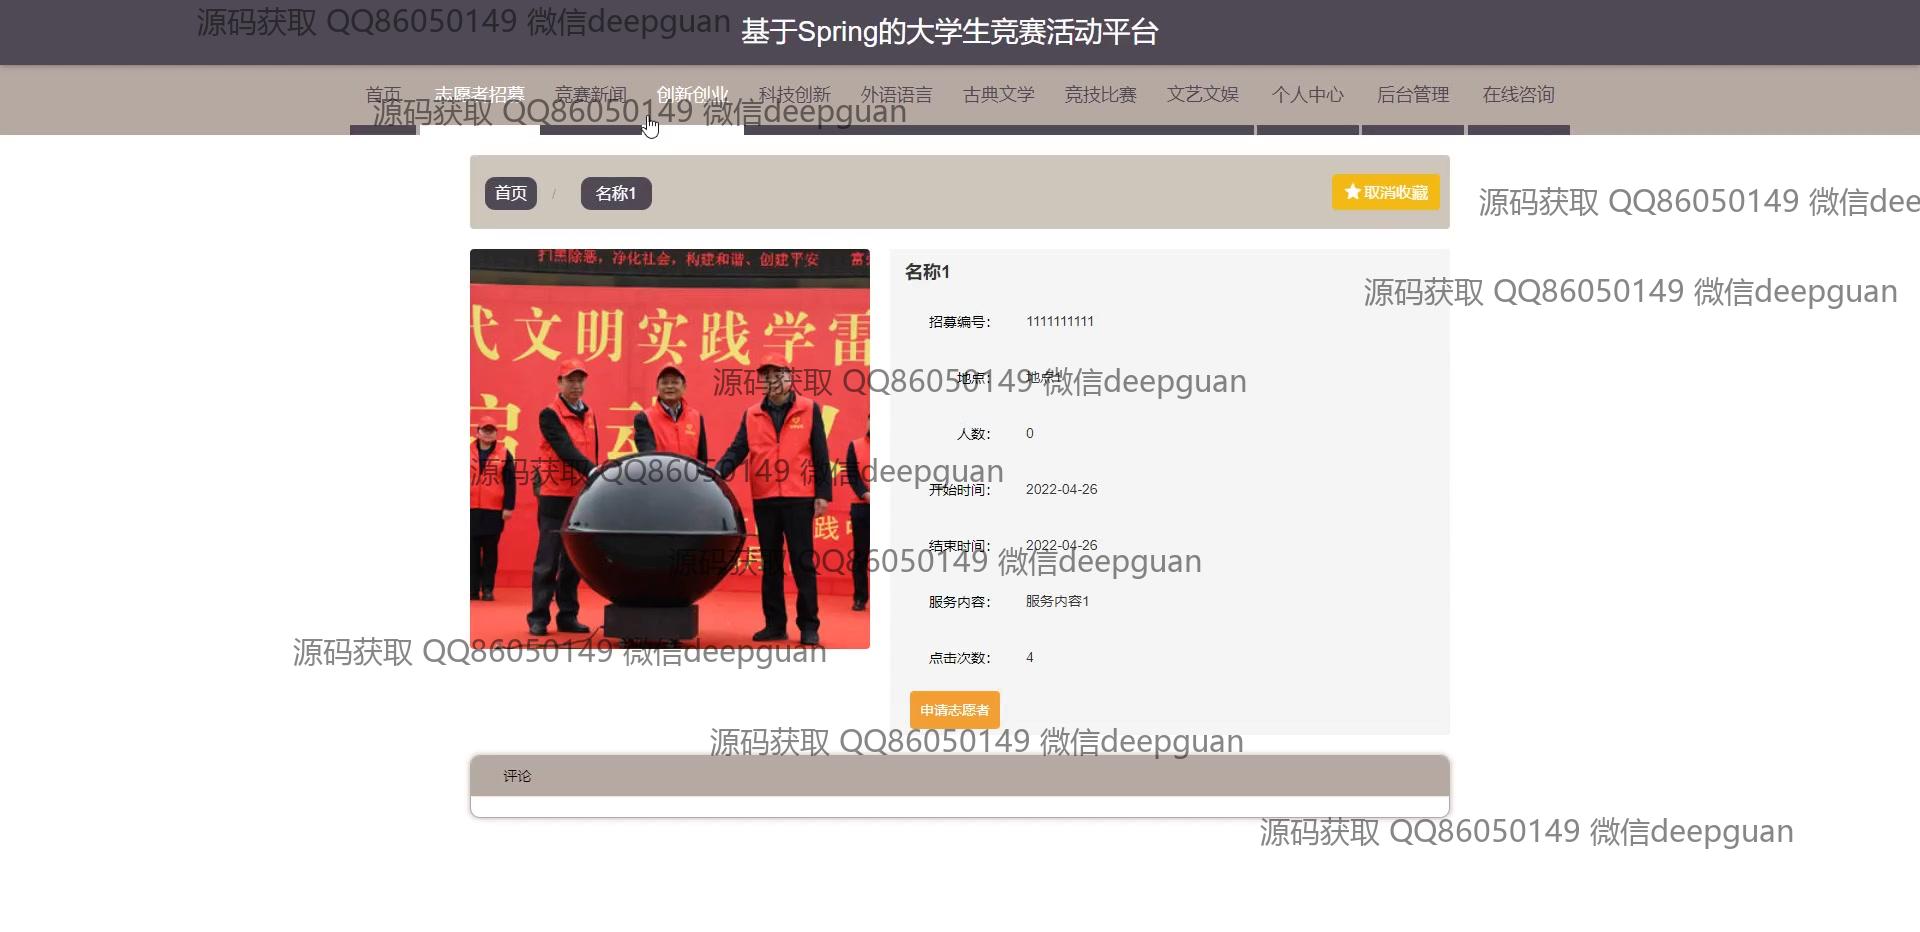 源码获取 QQ86050149 微信deepguan
基于Spring的大学生竞赛活动平台
首页 志愿者招募 竞赛新闻 创新创业 科技创新 外语语言 古典文学 竞技比赛 文艺文娱 个人中心 后台管理 在线咨询
源码获取 QQ86050149 微信deepguan
首页 / 名称1
取消收藏
源码获取 QQ86050149 微信dee
扫黑除恶，净化社会，构建和谐、创建平安 富
名称1
源码获取 QQ86050149 微信deepguan
代文明实践学雷
招募编号： 1111111111
地点： 地点1
源码获取 QQ86050149 微信deepguan
启动
人数： 0
源码获取 QQ86050149 微信deepguan
开始时间： 2022-04-26
践中
结束时间： 2022-04-26
源码获取 QQ86050149 微信deepguan
服务内容： 服务内容1
源码获取 QQ86050149 微信deepguan
点击次数： 4
申请志愿者
源码获取 QQ86050149 微信deepguan
评论
源码获取 QQ86050149 微信deepguan